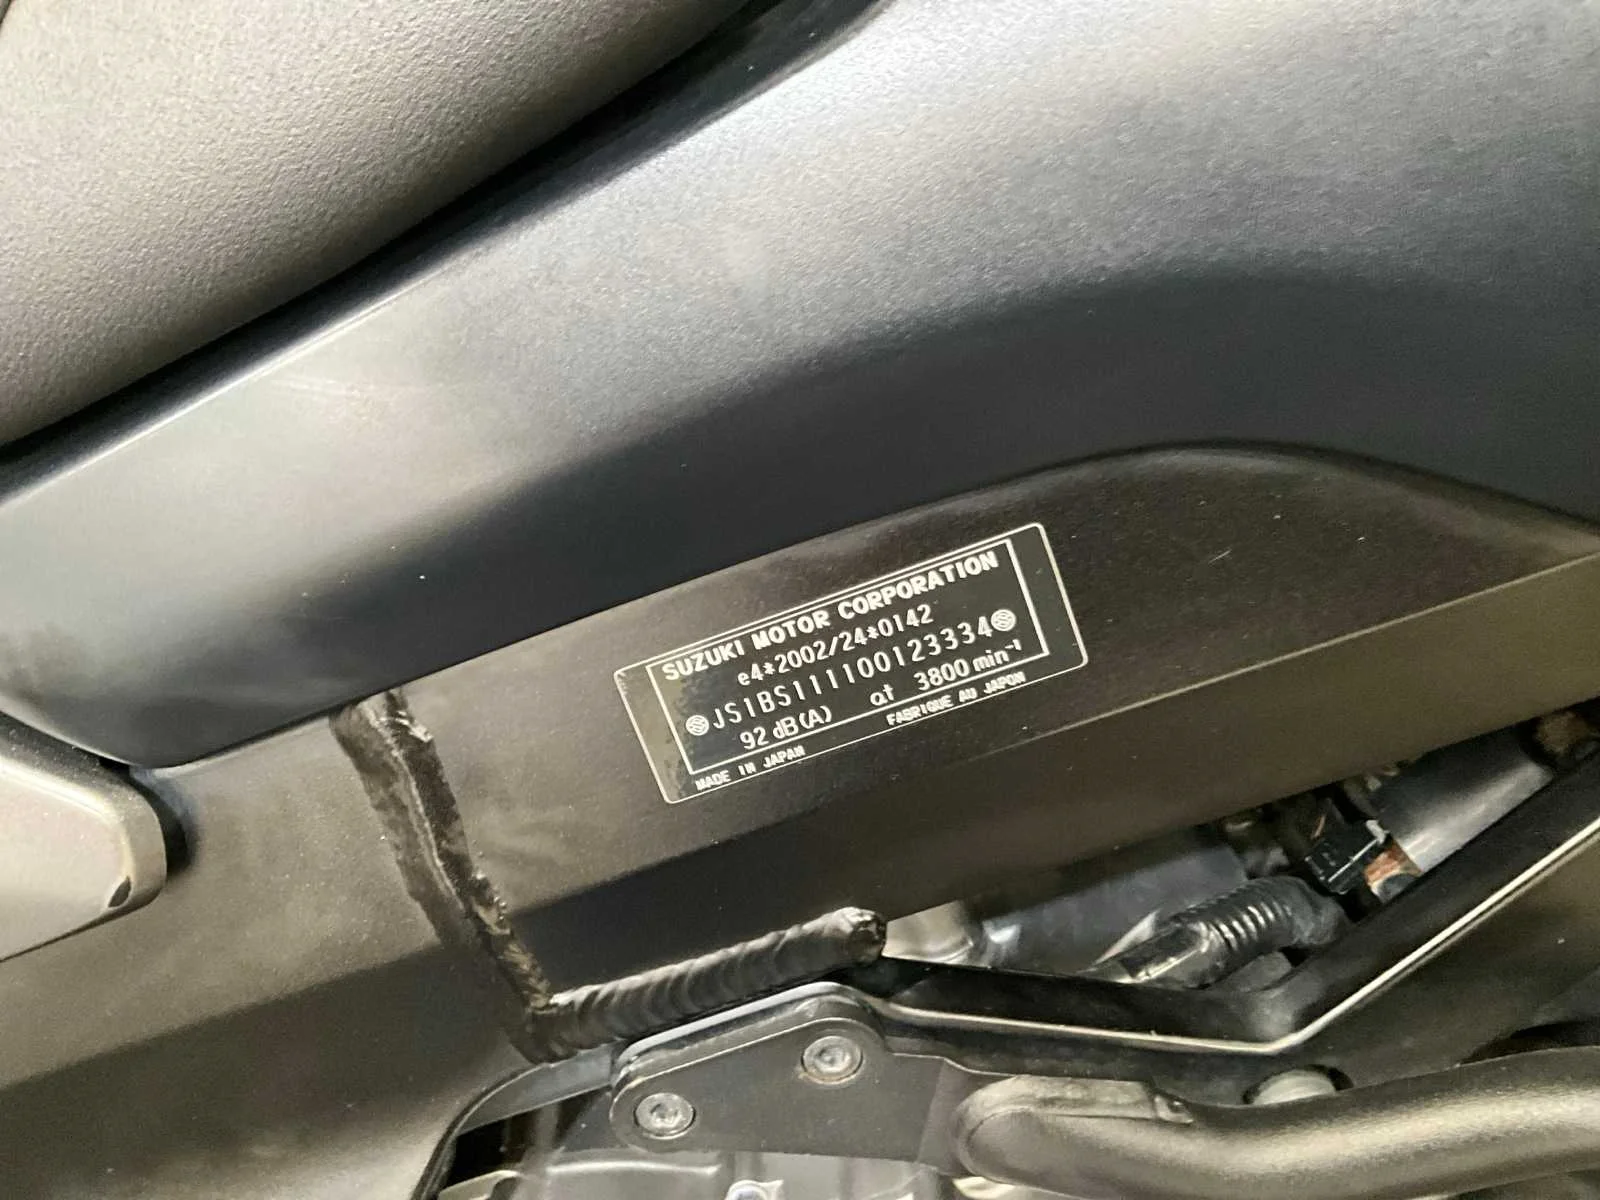 SUZUKI MOTOR CORPORATION
e4*2002/24*0142
JS1BS111100123334
92 dB(A) at 3800 min⁻¹
MADE IN JAPAN FABRIQUE AU JAPON